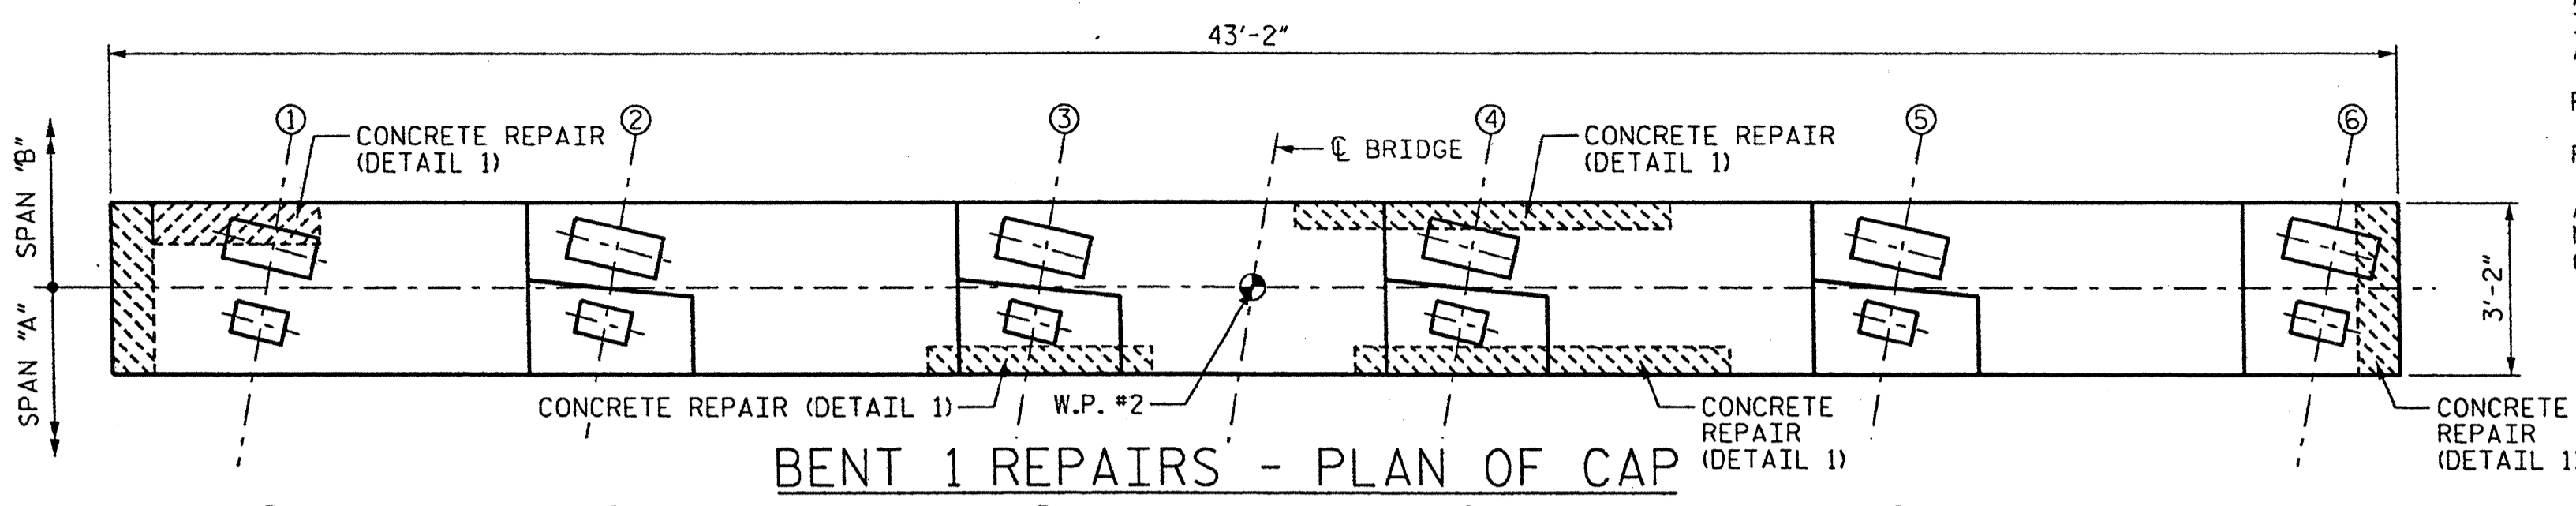 43'-2"
1
CONCRETE REPAIR
(DETAIL 1)
2
3
4
CONCRETE REPAIR
(DETAIL 1)
5
6
℄ BRIDGE
SPAN "B"
SPAN "A"
3'-2"
CONCRETE REPAIR (DETAIL 1)
W.P. #2
CONCRETE
REPAIR
(DETAIL 1)
CONCRETE
REPAIR
(DETAIL 1)
BENT 1 REPAIRS - PLAN OF CAP